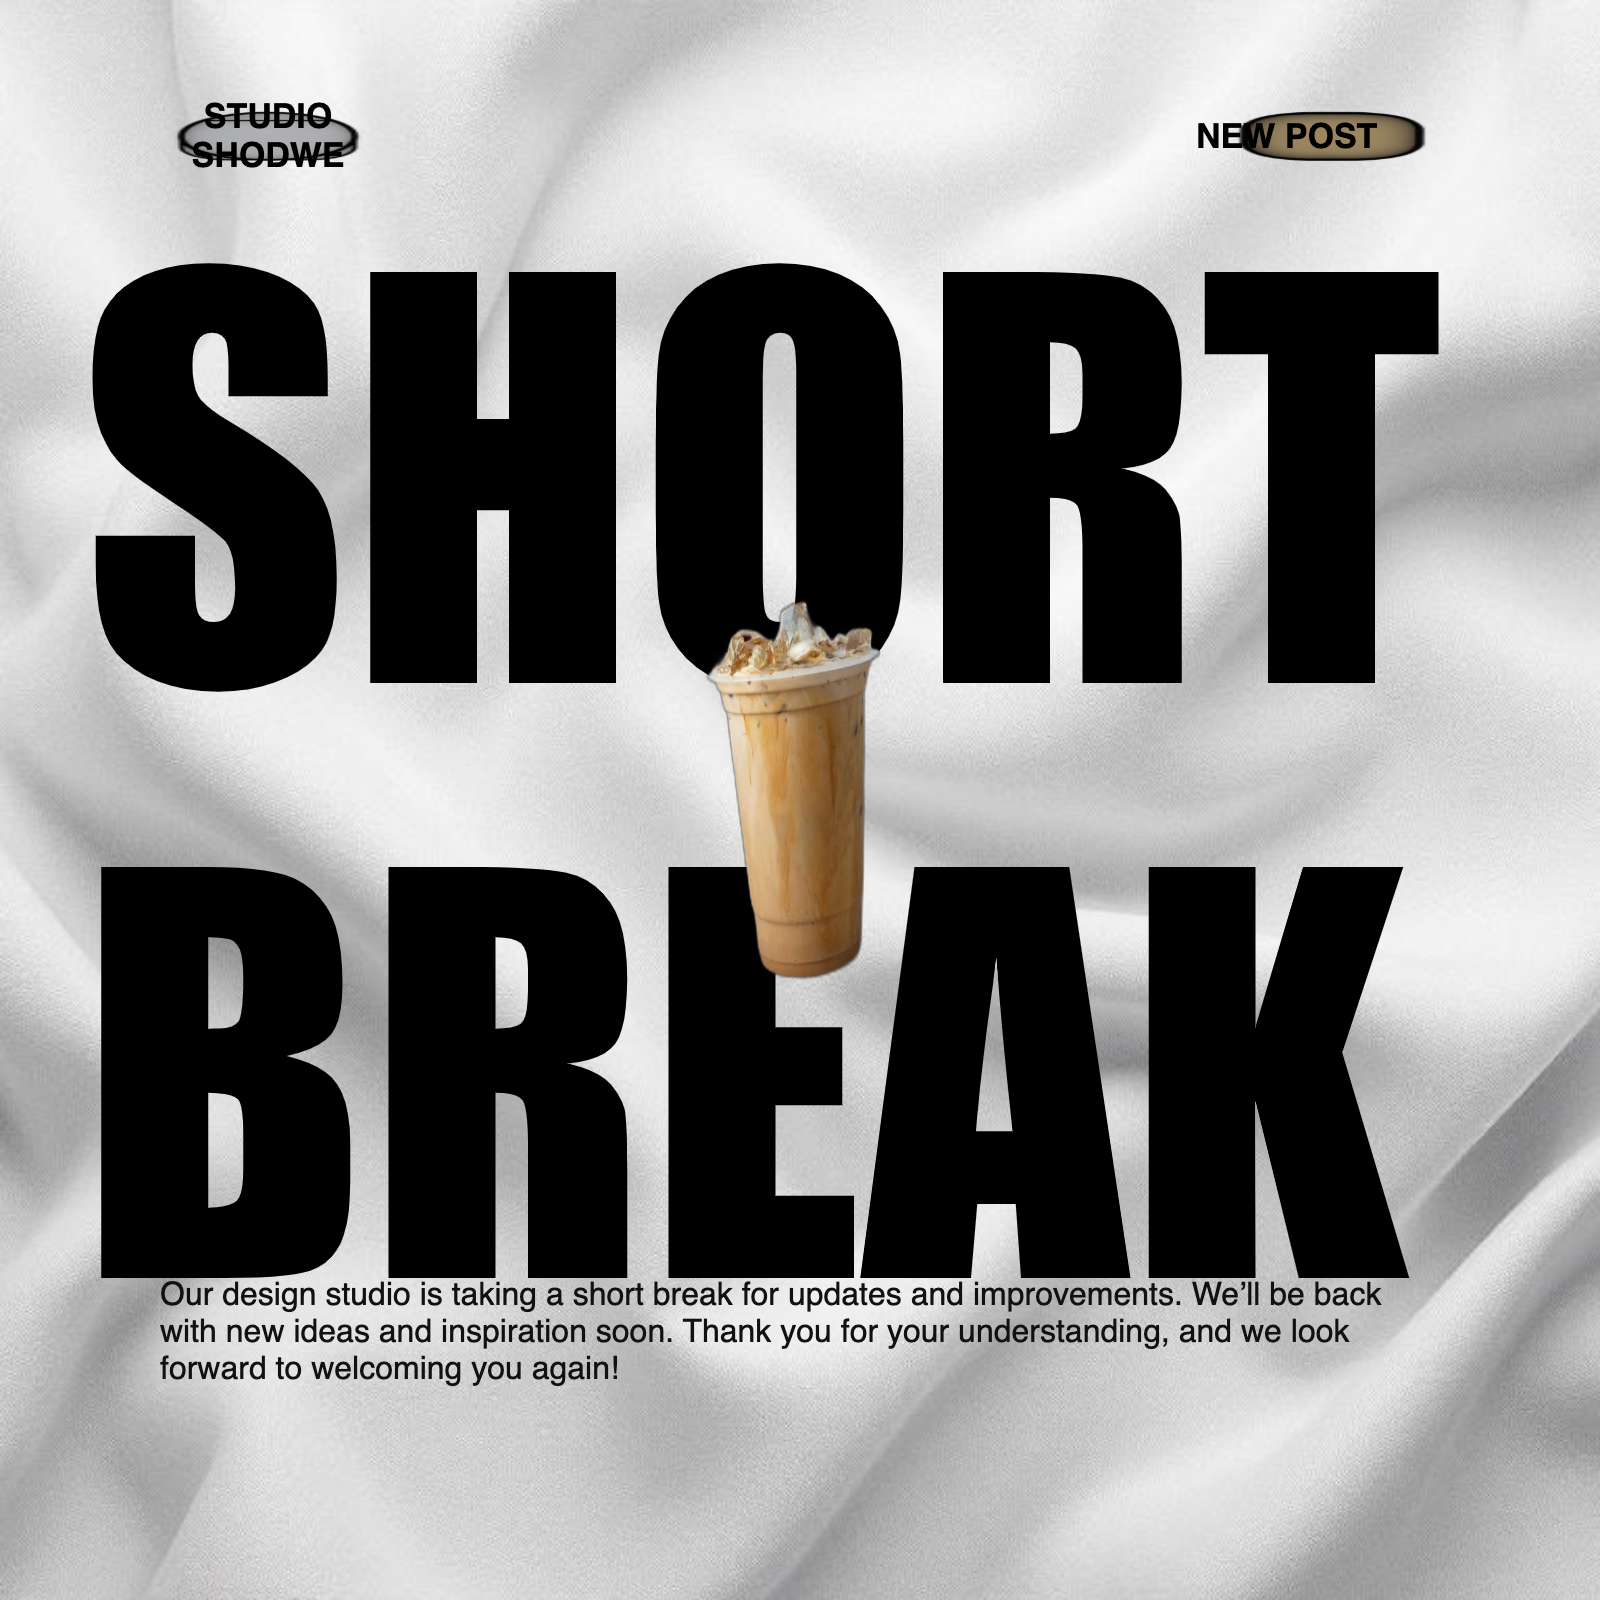 STUDIO
SHODWE
NEW POST
SHORT
BREAK
Our design studio is taking a short break for updates and improvements. We’ll be back
with new ideas and inspiration soon. Thank you for your understanding, and we look
forward to welcoming you again!